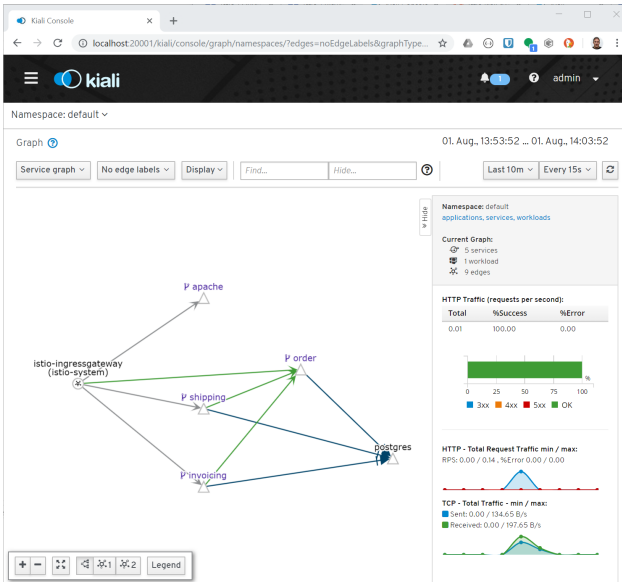 Kiali Console
localhost:20001/kiali/console/graph/namespaces/?edges=noEdgeLabels&graphType...
1
kiali
1
admin
Namespace: default
Graph
01. Aug., 13:53:52 ... 01. Aug., 14:03:52
Service graph
No edge labels
Display
Find...
Hide...
Last 10m
Every 15s
Hide
Namespace: default
applications, services, workloads
Current Graph:
5 services
1 workload
9 edges
HTTP Traffic (requests per second):
Total %Success %Error
0.01 100.00 0.00
%
0 25 50 75 100
3xx 4xx 5xx OK
HTTP - Total Request Traffic min / max:
RPS: 0.00 / 0.14 , %Error 0.00 / 0.00
TCP - Total Traffic - min / max:
Sent: 0.00 / 134.65 B/s
Received: 0.00 / 197.65 B/s
apache
istio-ingressgateway
(istio-system)
order
shipping
postgres
invoicing
1
2
Legend